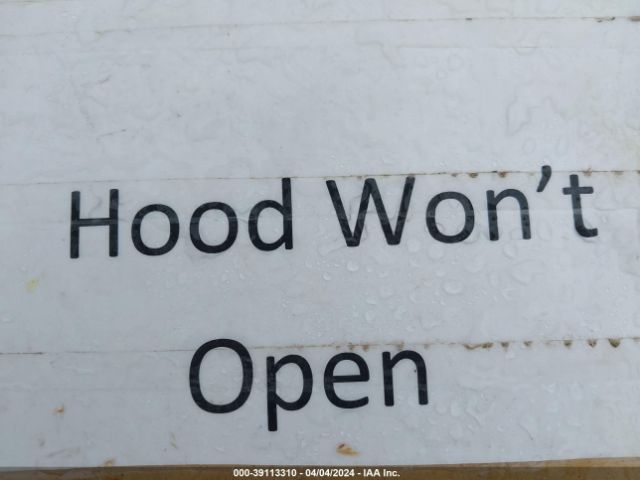 Hood Won’t
Open
000-39113310 - 04/04/2024 - IAA Inc.